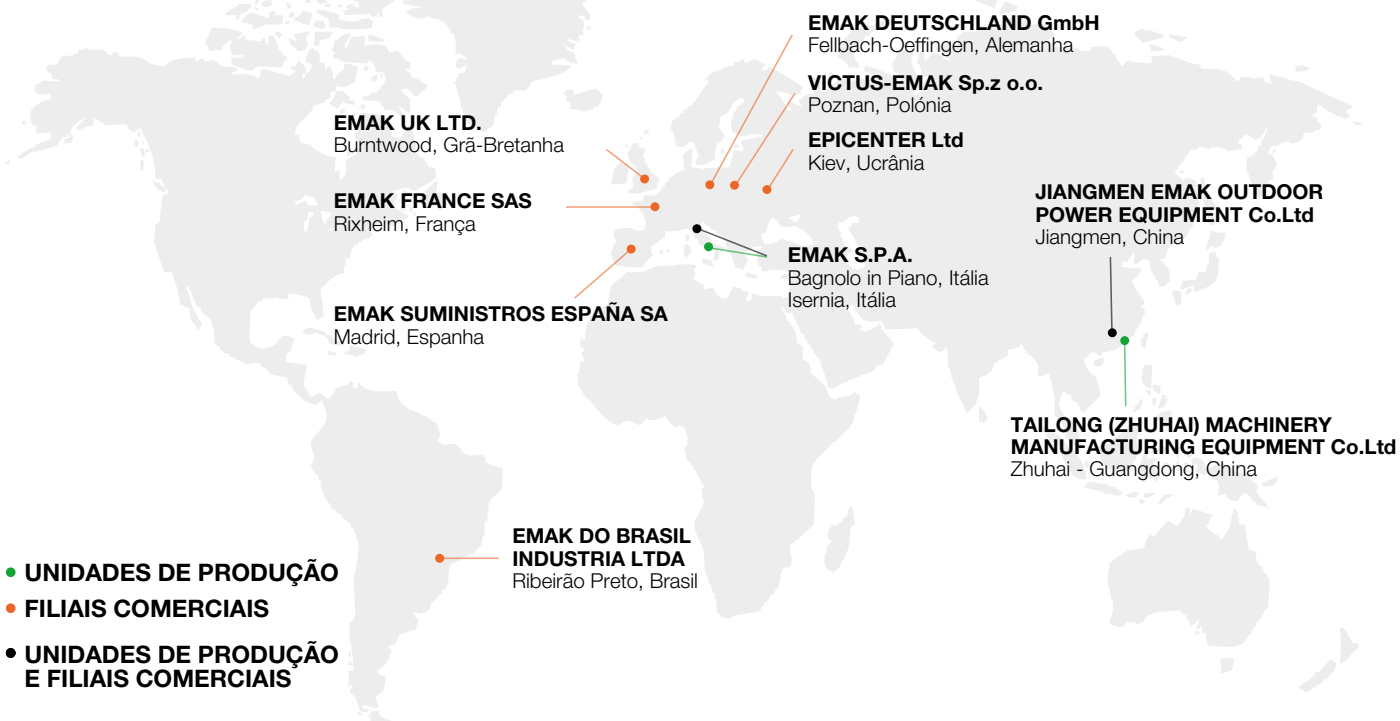 EMAK DEUTSCHLAND GmbH
Fellbach-Oeffingen, Alemanha
VICTUS-EMAK Sp.z o.o.
Poznan, Polónia
EMAK UK LTD.
Burntwood, Grã-Bretanha
EPICENTER Ltd
Kiev, Ucrânia
EMAK FRANCE SAS
Rixheim, França
JIANGMEN EMAK OUTDOOR
POWER EQUIPMENT Co.Ltd
Jiangmen, China
EMAK S.P.A.
Bagnolo in Piano, Itália
Isernia, Itália
EMAK SUMINISTROS ESPAÑA SA
Madrid, Espanha
TAILONG (ZHUHAI) MACHINERY
MANUFACTURING EQUIPMENT Co.Ltd
Zhuhai - Guangdong, China
EMAK DO BRASIL
INDUSTRIA LTDA
Ribeirão Preto, Brasil
UNIDADES DE PRODUÇÃO
FILIAIS COMERCIAIS
UNIDADES DE PRODUÇÃO
E FILIAIS COMERCIAIS